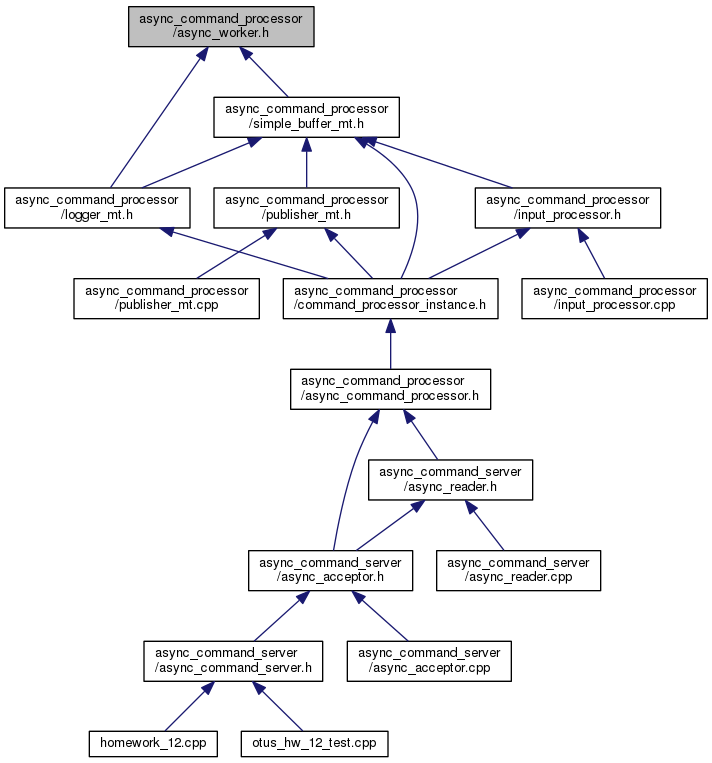 async_command_processor
/async_worker.h
async_command_processor
/simple_buffer_mt.h
async_command_processor
/logger_mt.h
async_command_processor
/publisher_mt.h
async_command_processor
/input_processor.h
async_command_processor
/publisher_mt.cpp
async_command_processor
/command_processor_instance.h
async_command_processor
/input_processor.cpp
async_command_processor
/async_command_processor.h
async_command_server
/async_reader.h
async_command_server
/async_acceptor.h
async_command_server
/async_reader.cpp
async_command_server
/async_command_server.h
async_command_server
/async_acceptor.cpp
homework_12.cpp
otus_hw_12_test.cpp